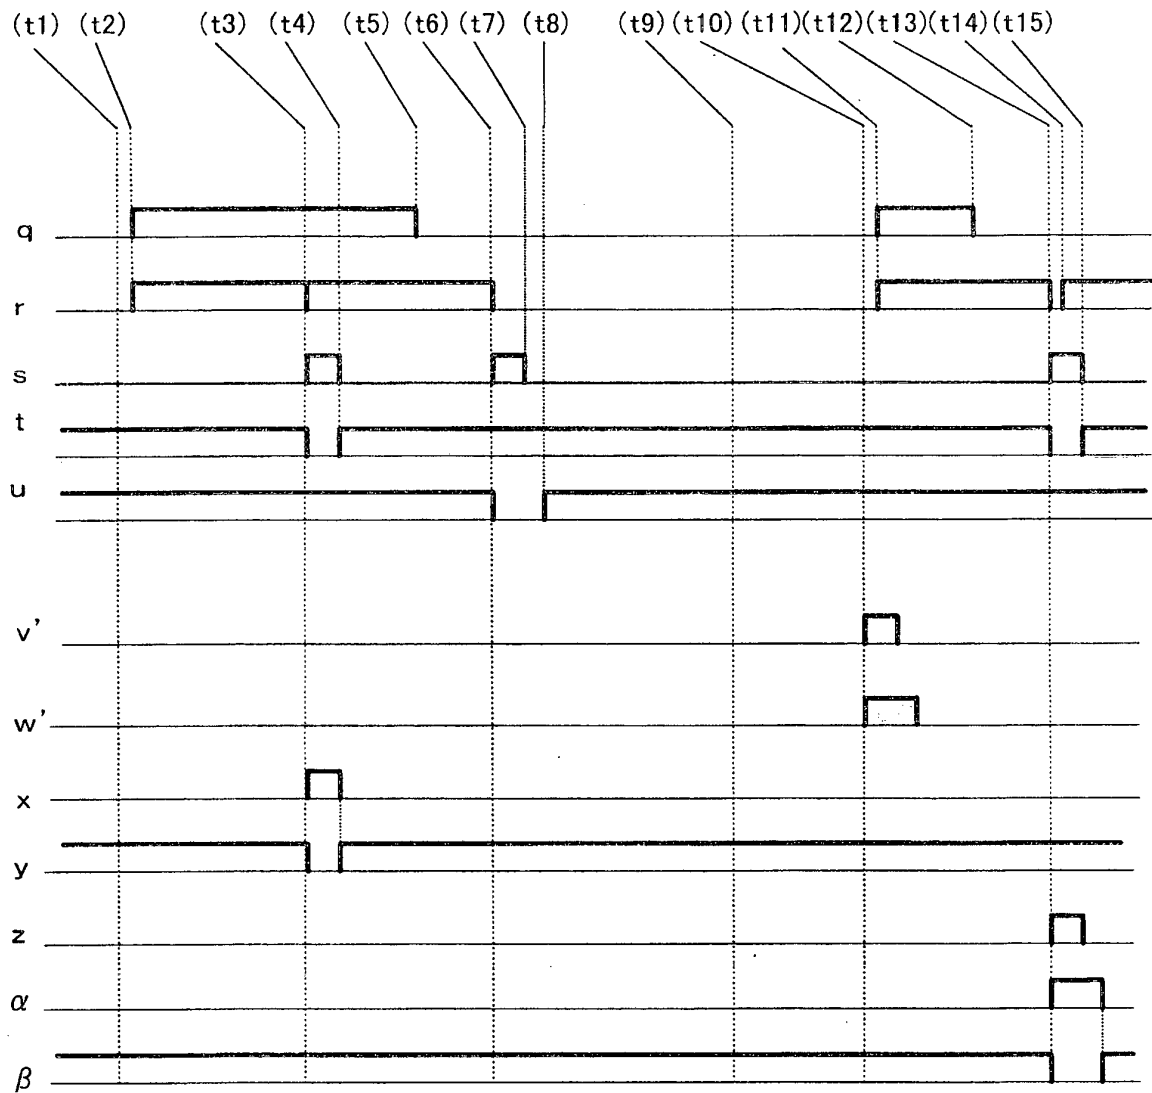 (t1) (t2) (t3) (t4) (t5) (t6) (t7) (t8) (t9) (t10) (t11) (t12) (t13) (t14) (t15)
q
r
s
t
u
v'
w'
x
y
z
α
β